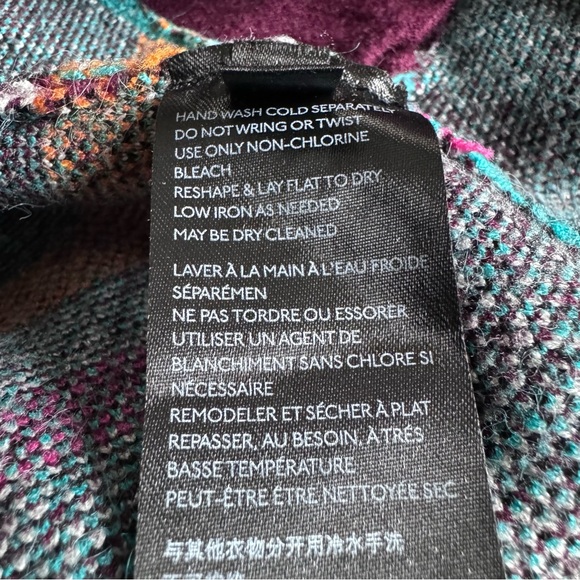 HAND WASH COLD SEPARATELY
DO NOT WRING OR TWIST
USE ONLY NON-CHLORINE
BLEACH
RESHAPE & LAY FLAT TO DRY
LOW IRON AS NEEDED
MAY BE DRY CLEANED
LAVER À LA MAIN À L'EAU FROIDE
SÉPARÉMEN
NE PAS TORDRE OU ESSORER
UTILISER UN AGENT DE
BLANCHIMENT SANS CHLORE SI
NÉCESSAIRE
REMODELER ET SÉCHER À PLAT
REPASSER, AU BESOIN, À TRÉS
BASSE TEMPÉRATURE
PEUT-ÊTRE ÊTRE NETTOYÉE SEC
与其他衣物分开用冷水手洗